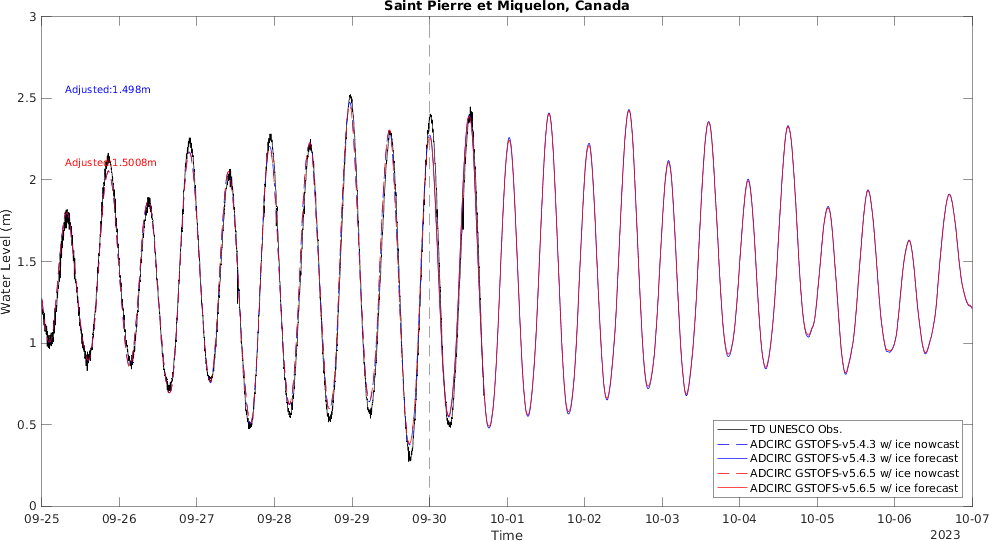 Saint Pierre et Miquelon, Canada
3
2.5
2
1.5
1
0.5
0
Water Level (m)
Adjusted:1.498m
Adjusted:1.5008m
TD UNESCO Obs.
ADCIRC GSTOFS-v5.4.3 w/ ice nowcast
ADCIRC GSTOFS-v5.4.3 w/ ice forecast
ADCIRC GSTOFS-v5.6.5 w/ ice nowcast
ADCIRC GSTOFS-v5.6.5 w/ ice forecast
09-25 09-26 09-27 09-28 09-29 09-30 10-01 10-02 10-03 10-04 10-05 10-06 10-07
Time
2023